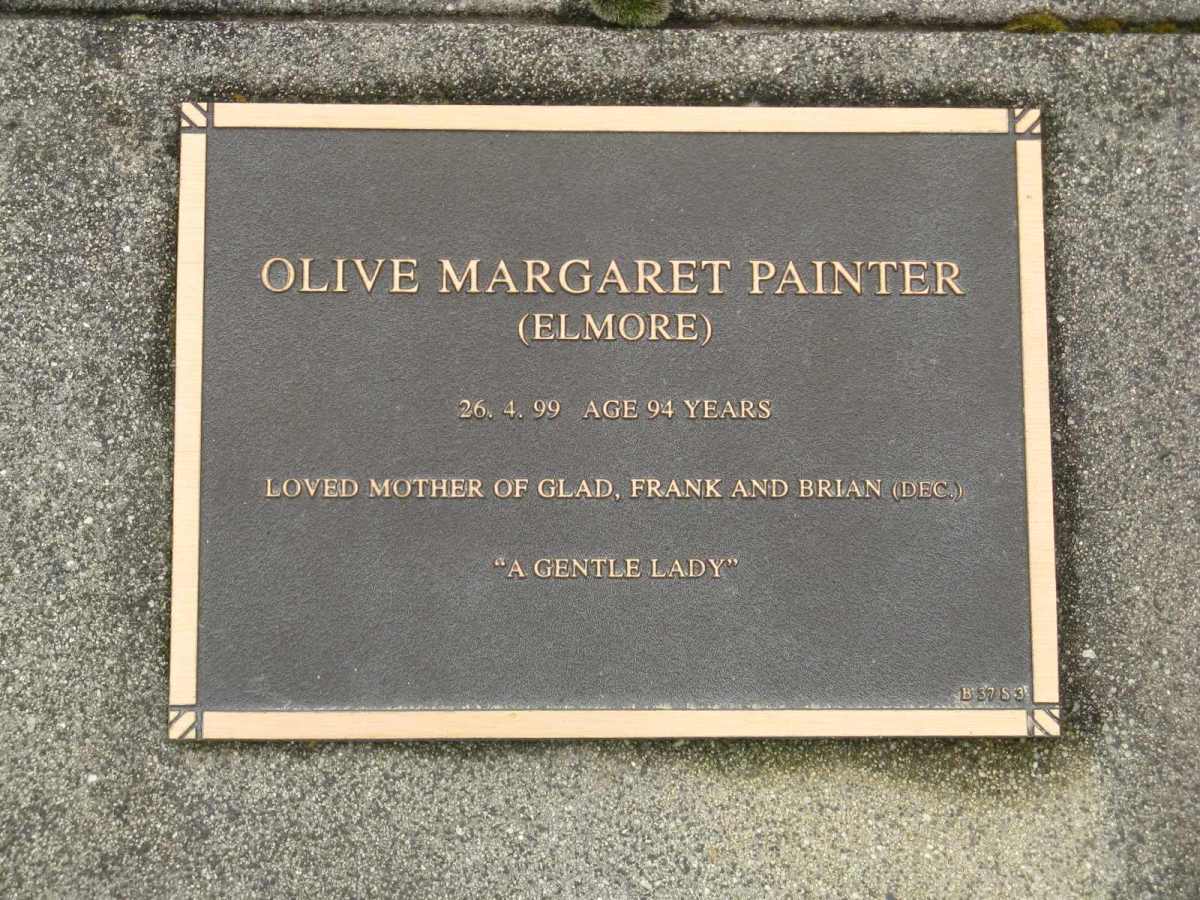 OLIVE MARGARET PAINTER
(ELMORE)
26. 4. 99 AGE 94 YEARS
LOVED MOTHER OF GLAD, FRANK AND BRIAN (DEC.)
“A GENTLE LADY”
B 37 S 3